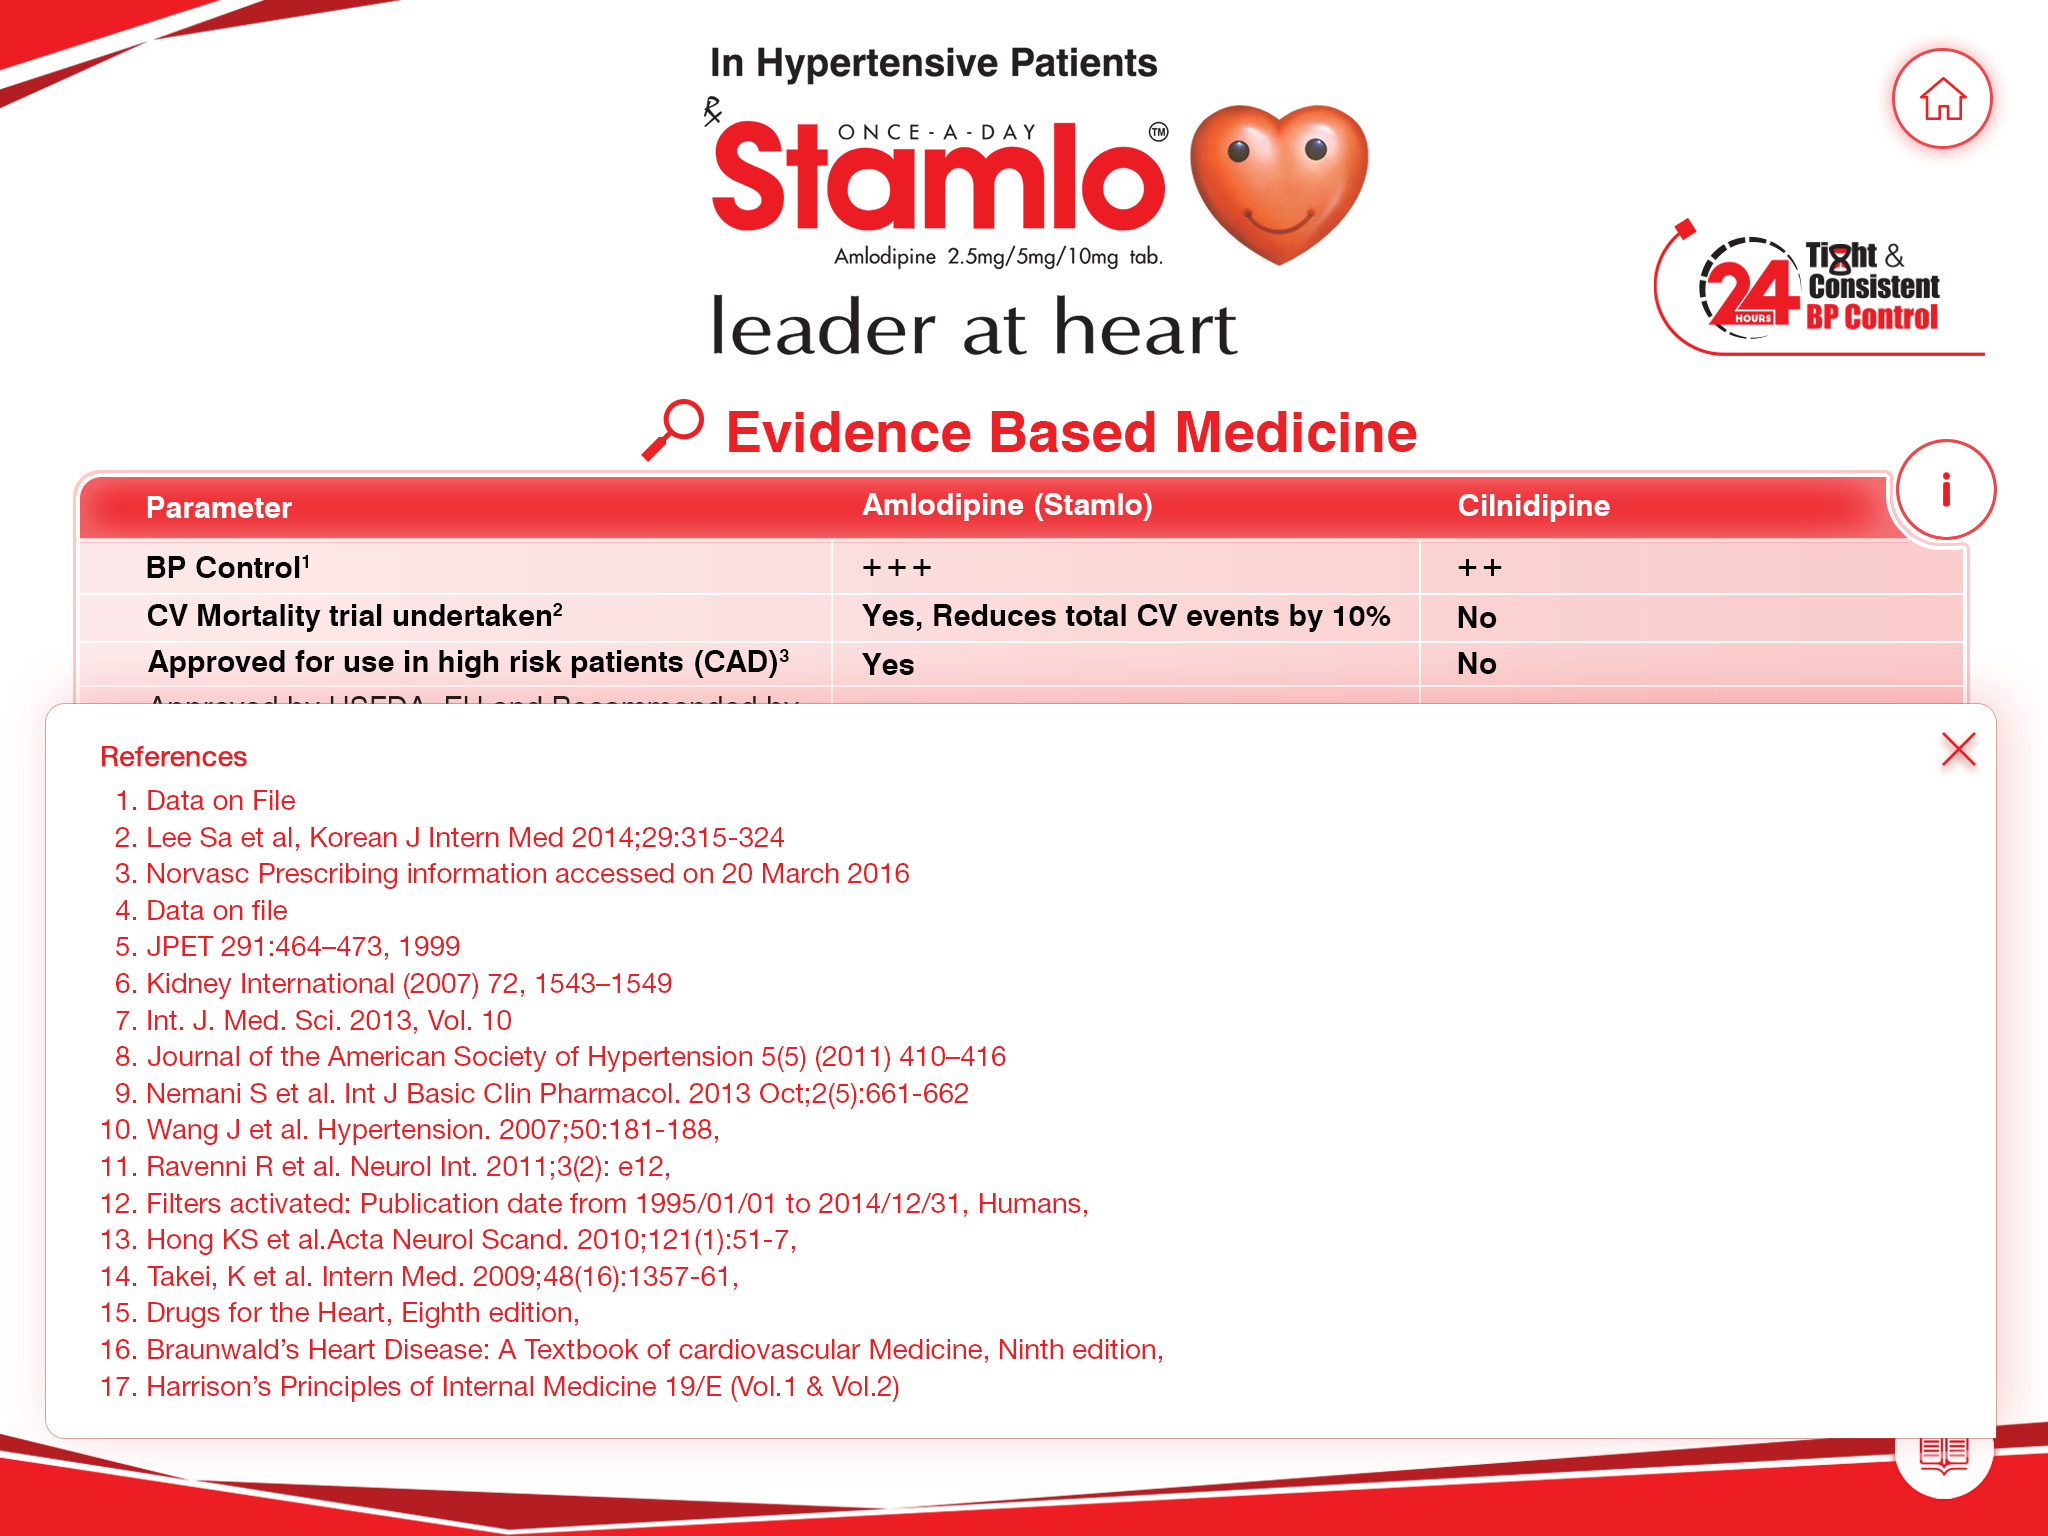 In Hypertensive Patients
Rx
ONCE-A-DAY
Stamlo™
Amlodipine 2.5mg/5mg/10mg tab.
leader at heart
24 HOURS
Tight &
Consistent
BP Control
Evidence Based Medicine
i
Parameter Amlodipine (Stamlo) Cilnidipine
BP Control¹ +++ ++
CV Mortality trial undertaken² Yes, Reduces total CV events by 10% No
Approved for use in high risk patients (CAD)³ Yes No
Approved by USFDA, EU and Recommended by
References
1. Data on File
2. Lee Sa et al, Korean J Intern Med 2014;29:315-324
3. Norvasc Prescribing information accessed on 20 March 2016
4. Data on file
5. JPET 291:464–473, 1999
6. Kidney International (2007) 72, 1543–1549
7. Int. J. Med. Sci. 2013, Vol. 10
8. Journal of the American Society of Hypertension 5(5) (2011) 410–416
9. Nemani S et al. Int J Basic Clin Pharmacol. 2013 Oct;2(5):661-662
10. Wang J et al. Hypertension. 2007;50:181-188,
11. Ravenni R et al. Neurol Int. 2011;3(2): e12,
12. Filters activated: Publication date from 1995/01/01 to 2014/12/31, Humans,
13. Hong KS et al.Acta Neurol Scand. 2010;121(1):51-7,
14. Takei, K et al. Intern Med. 2009;48(16):1357-61,
15. Drugs for the Heart, Eighth edition,
16. Braunwald’s Heart Disease: A Textbook of cardiovascular Medicine, Ninth edition,
17. Harrison’s Principles of Internal Medicine 19/E (Vol.1 & Vol.2)